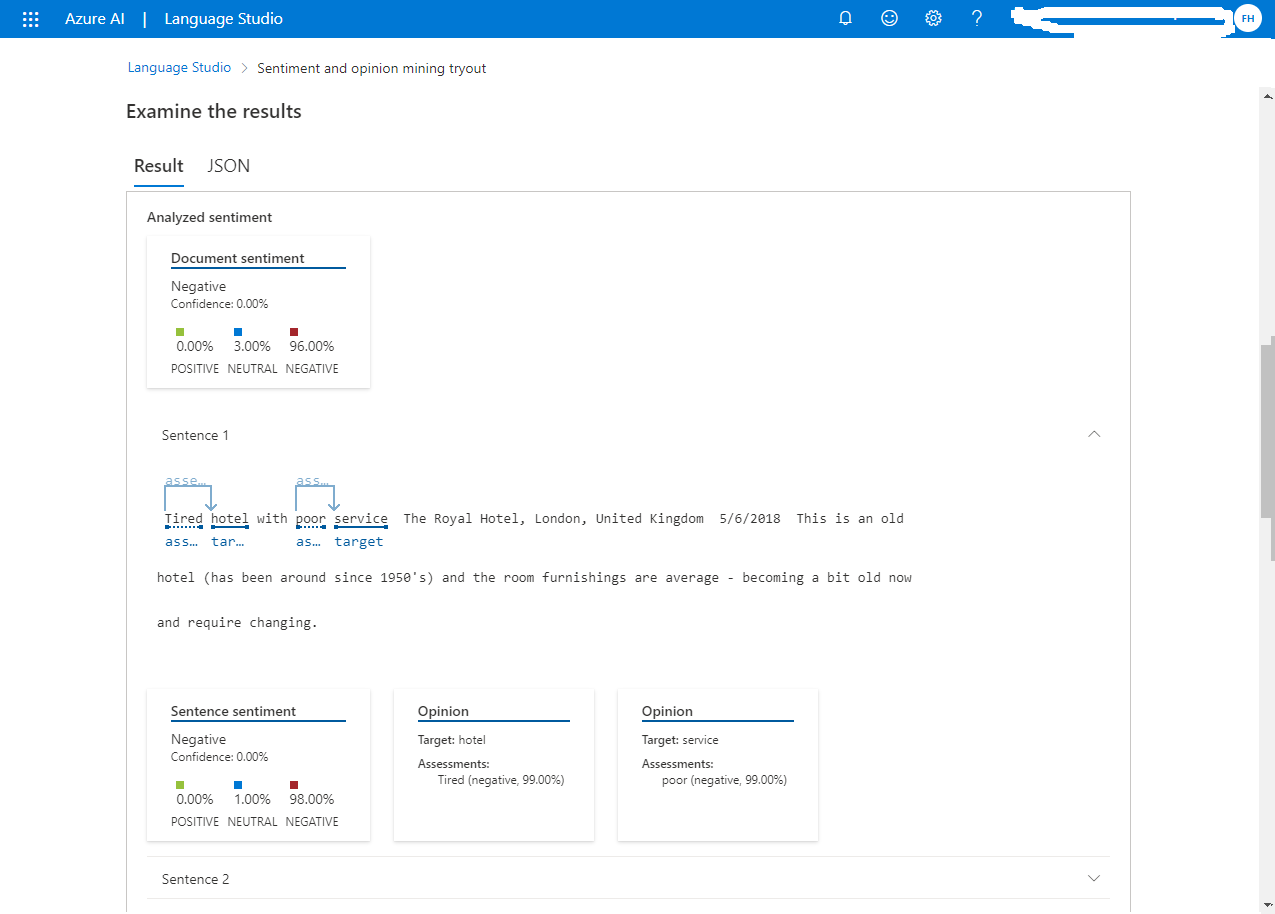 Azure AI | Language Studio ? FH
Language Studio > Sentiment and opinion mining tryout
Examine the results
Result JSON
Analyzed sentiment
Document sentiment
Negative
Confidence: 0.00%
0.00% 3.00% 96.00%
POSITIVE NEUTRAL NEGATIVE
Sentence 1
asse… ass…
Tired hotel with poor service The Royal Hotel, London, United Kingdom 5/6/2018 This is an old
ass… tar… as… target
hotel (has been around since 1950's) and the room furnishings are average - becoming a bit old now
and require changing.
Sentence sentiment
Negative
Confidence: 0.00%
0.00% 1.00% 98.00%
POSITIVE NEUTRAL NEGATIVE
Opinion
Target: hotel
Assessments:
Tired (negative, 99.00%)
Opinion
Target: service
Assessments:
poor (negative, 99.00%)
Sentence 2